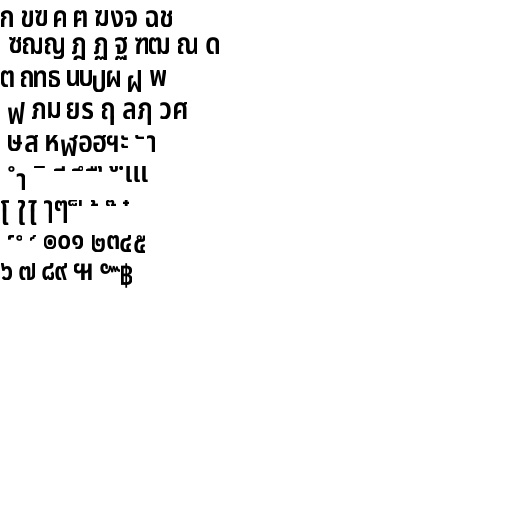 ก ขฃ ค ฅ ฆงจ ฉช
ซฌญ ฎ ฏ ฐ ฑฒ ณ ด
ต ถทธ นบปผ ฝ พ
ฟ ภม ยร ฤ ลฦ วศ
ษส หฬอฮฯะ ั า
ำ ิ ี ึ ื ุ ู ฺ เแ
โ ใไ ๅๆ ็ ่ ้ ๊ ๋
์ ํ ๎ ๏๐๑ ๒๓๔๕
๖ ๗ ๘๙ ๚ ๛฿